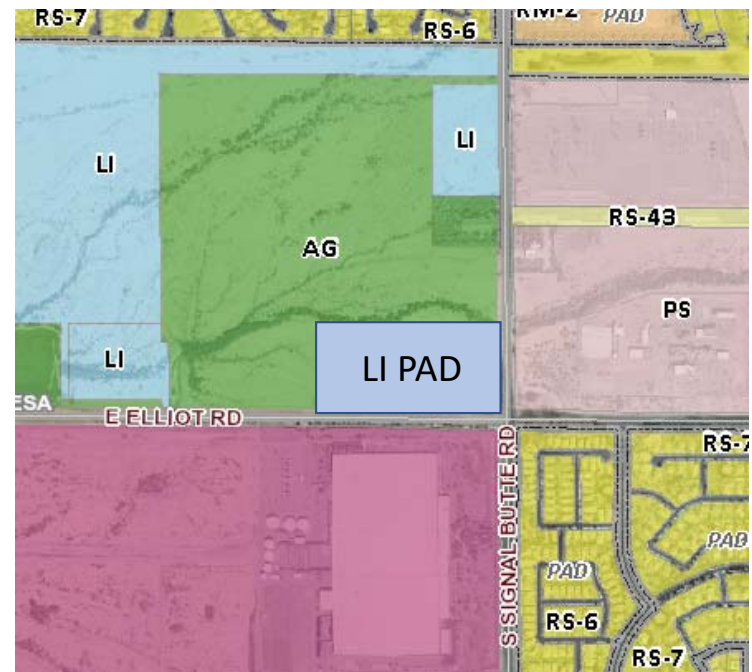 RS-7
RS-6
RM-2
PAD
LI
LI
RS-43
AG
PS
LI
LI PAD
ESA
E ELLIOT RD
S SIGNAL BUTTE RD
RS-7
PAD
PAD
RS-6
RS-7